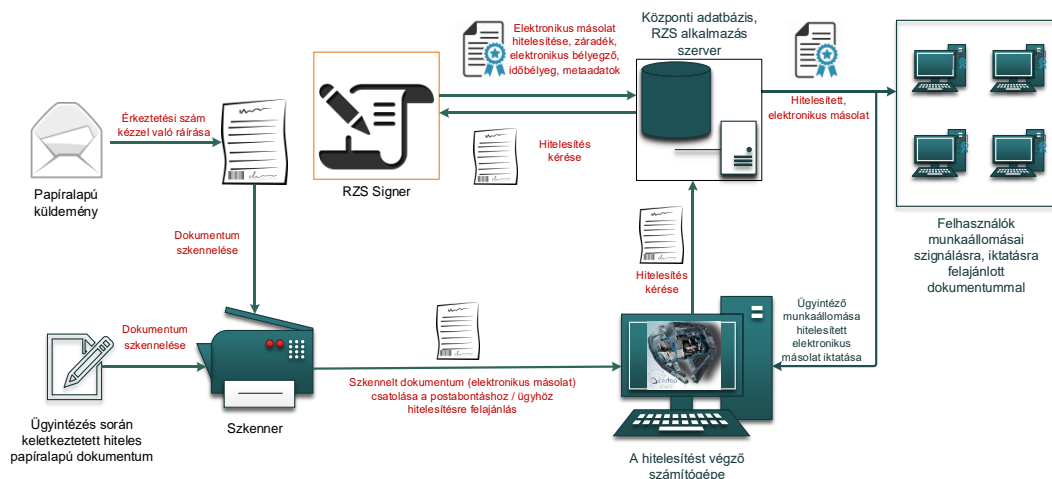 Elektronikus másolat
hitelesítése, záradék,
elektronikus bélyegző,
időbélyeg, metaadatok
Központi adatbázis,
RZS alkalmazás
szerver
Érkeztetési szám
kézzel való ráírása
Hitelesített,
elektronikus másolat
Hitelesítés
kérése
Papíralapú
küldemény
RZS Signer
Felhasználók
munkaállomásai
szignálásra, iktatásra
felajánlott
dokumentummal
Dokumentum
szkennelése
Hitelesítés
kérése
Ügyintéző
munkaállomása
hitelesített
elektronikus
másolat iktatása
Dokumentum
szkennelése
Szkennelt dokumentum (elektronikus másolat)
csatolása a postabontáshoz / ügyhöz
hitelesítésre felajánlás
Szkenner
Ügyintézés során
keletkeztetett hiteles
papíralapú dokumentum
A hitelesítést végző
számítógépe